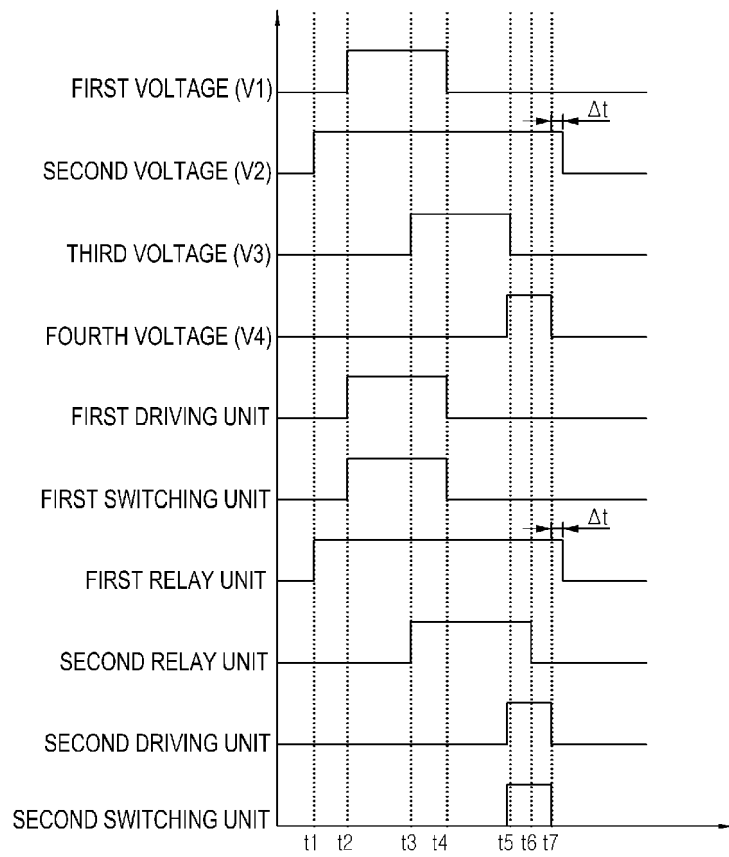 FIRST VOLTAGE (V1)
Δt
SECOND VOLTAGE (V2)
THIRD VOLTAGE (V3)
FOURTH VOLTAGE (V4)
FIRST DRIVING UNIT
FIRST SWITCHING UNIT
Δt
FIRST RELAY UNIT
SECOND RELAY UNIT
SECOND DRIVING UNIT
SECOND SWITCHING UNIT
t1 t2 t3 t4 t5 t6 t7